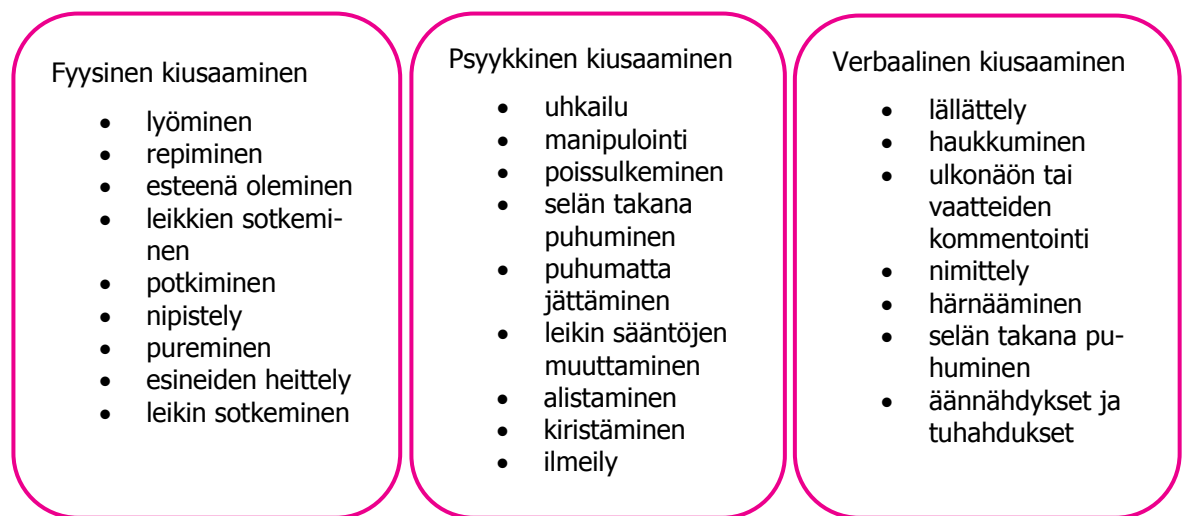 Fyysinen kiusaaminen
• lyöminen
• repiminen
• esteenä oleminen
• leikkien sotkemi-
nen
• potkiminen
• nipistely
• pureminen
• esineiden heittely
• leikin sotkeminen
Psyykkinen kiusaaminen
• uhkailu
• manipulointi
• poissulkeminen
• selän takana
puhuminen
• puhumatta
jättäminen
• leikin sääntöjen
muuttaminen
• alistaminen
• kiristäminen
• ilmeily
Verbaalinen kiusaaminen
• lällättely
• haukkuminen
• ulkonäön tai
vaatteiden
kommentointi
• nimittely
• härnääminen
• selän takana pu-
huminen
• äännähdykset ja
tuhahdukset